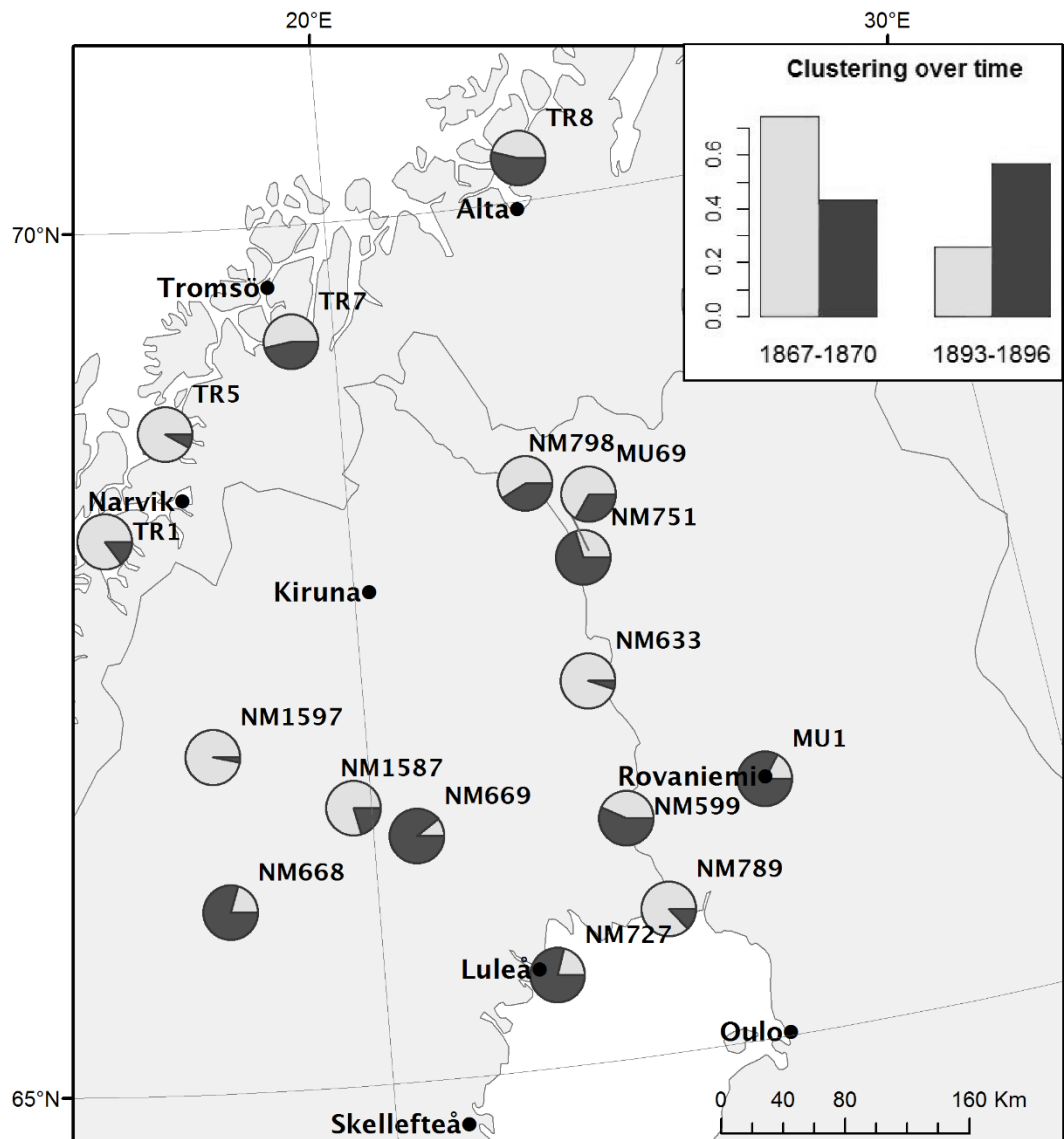 20°E
30°E
Clustering over time
0.0 0.2 0.4 0.6
1867-1870
1893-1896
TR8
Alta
70°N
Tromsö
TR7
TR5
NM798
MU69
Narvik
NM751
TR1
Kiruna
NM633
NM1597
MU1
NM1587
Rovaniemi
NM669
NM599
NM668
NM789
NM727
Luleå
Oulo
65°N
0 40 80 160 Km
Skellefteå